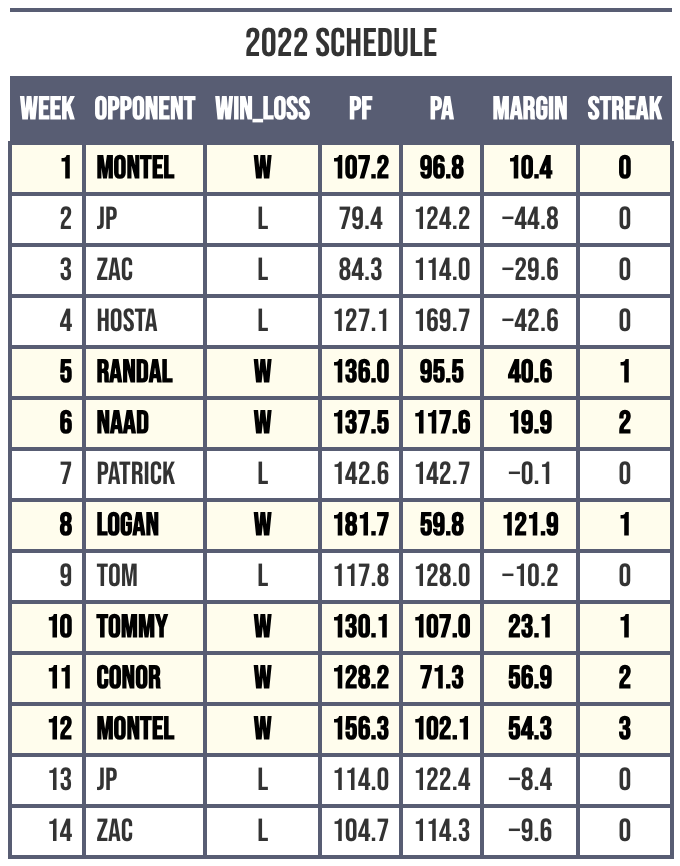 2022 SCHEDULE
WEEK OPPONENT WIN_LOSS PF PA MARGIN STREAK
1 MONTEL W 107.2 96.8 10.4 0
2 JP L 79.4 124.2 −44.8 0
3 ZAC L 84.3 114.0 −29.6 0
4 HOSTA L 127.1 169.7 −42.6 0
5 RANDAL W 136.0 95.5 40.6 1
6 NAAD W 137.5 117.6 19.9 2
7 PATRICK L 142.6 142.7 −0.1 0
8 LOGAN W 181.7 59.8 121.9 1
9 TOM L 117.8 128.0 −10.2 0
10 TOMMY W 130.1 107.0 23.1 1
11 CONOR W 128.2 71.3 56.9 2
12 MONTEL W 156.3 102.1 54.3 3
13 JP L 114.0 122.4 −8.4 0
14 ZAC L 104.7 114.3 −9.6 0